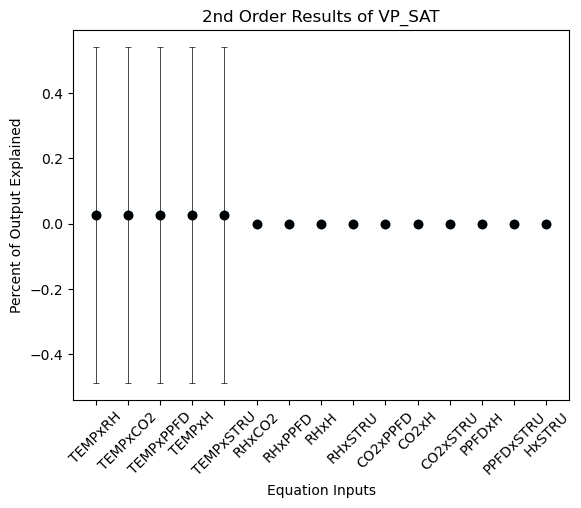 2nd Order Results of VP_SAT
Percent of Output Explained
0.4
0.2
0.0
−0.2
−0.4
TEMPxRH
TEMPxCO2
TEMPxPPFD
TEMPxH
TEMPxSTRU
RHxCO2
RHxPPFD
RHxH
RHxSTRU
CO2xPPFD
CO2xH
CO2xSTRU
PPFDxH
PPFDxSTRU
HxSTRU
Equation Inputs